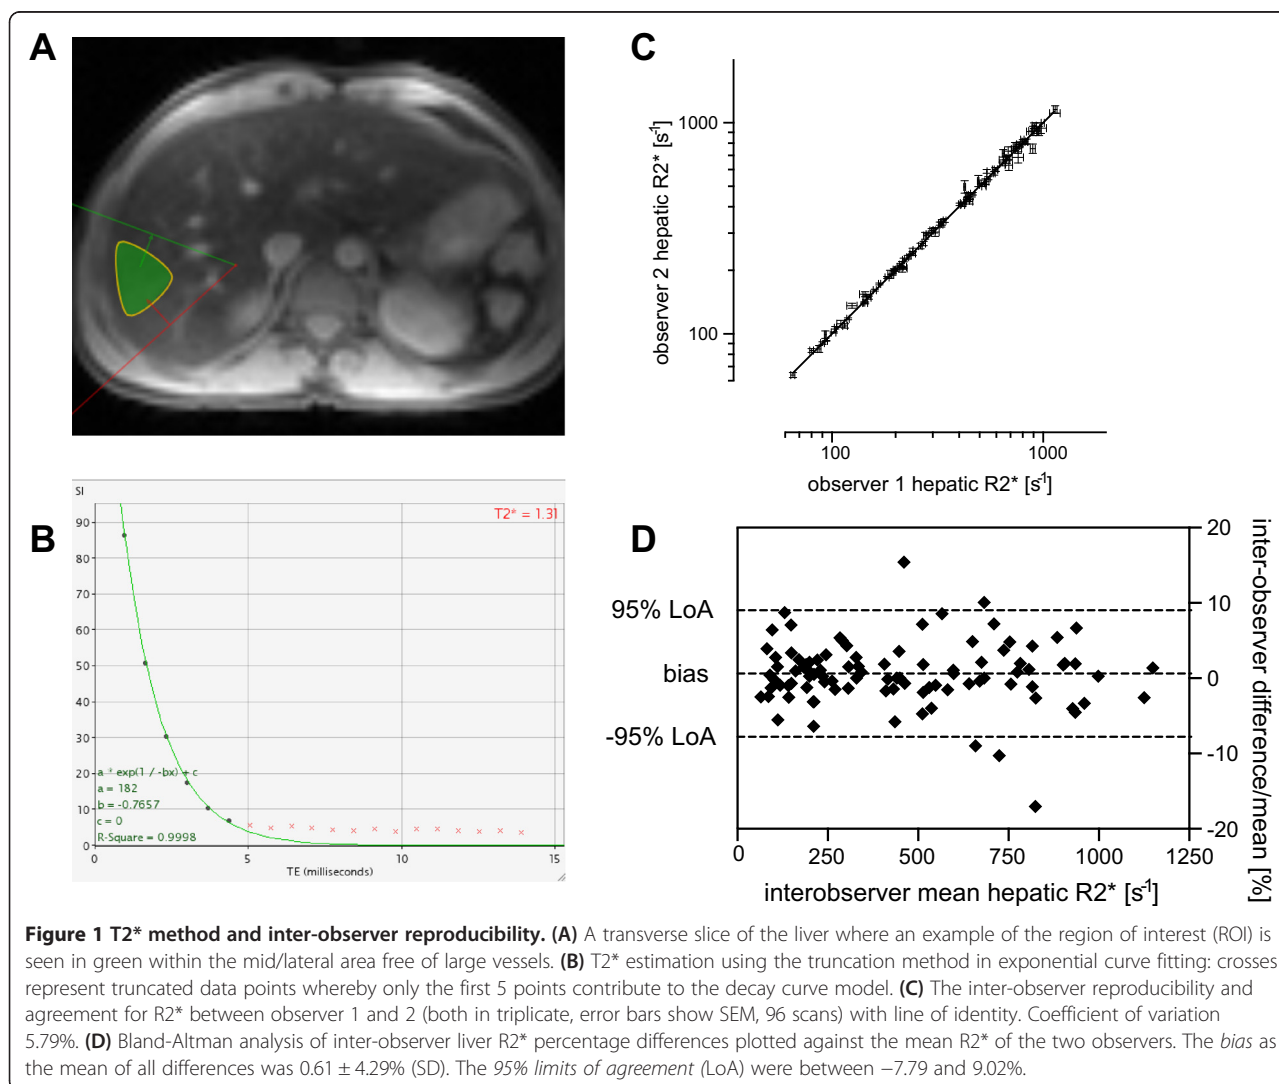 A
C
1000
100
observer 2 hepatic R2* [s-1]
100
1000
observer 1 hepatic R2* [s-1]
B
SI
T2* = 1.31
90
80
70
60
50
40
30
20
10
0
a * exp(1 / -bx) + c
a = 182
b = -0.7657
c = 0
R-Square = 0.9998
0
5
10
15
TE (milliseconds)
D
95% LoA
bias
-95% LoA
20
10
0
-10
-20
inter-observer difference/mean [%]
0
250
500
750
1000
1250
interobserver mean hepatic R2* [s-1]
Figure 1 T2* method and inter-observer reproducibility. (A) A transverse slice of the liver where an example of the region of interest (ROI) is
seen in green within the mid/lateral area free of large vessels. (B) T2* estimation using the truncation method in exponential curve fitting: crosses
represent truncated data points whereby only the first 5 points contribute to the decay curve model. (C) The inter-observer reproducibility and
agreement for R2* between observer 1 and 2 (both in triplicate, error bars show SEM, 96 scans) with line of identity. Coefficient of variation
5.79%. (D) Bland-Altman analysis of inter-observer liver R2* percentage differences plotted against the mean R2* of the two observers. The bias as
the mean of all differences was 0.61 ± 4.29% (SD). The 95% limits of agreement (LoA) were between −7.79 and 9.02%.